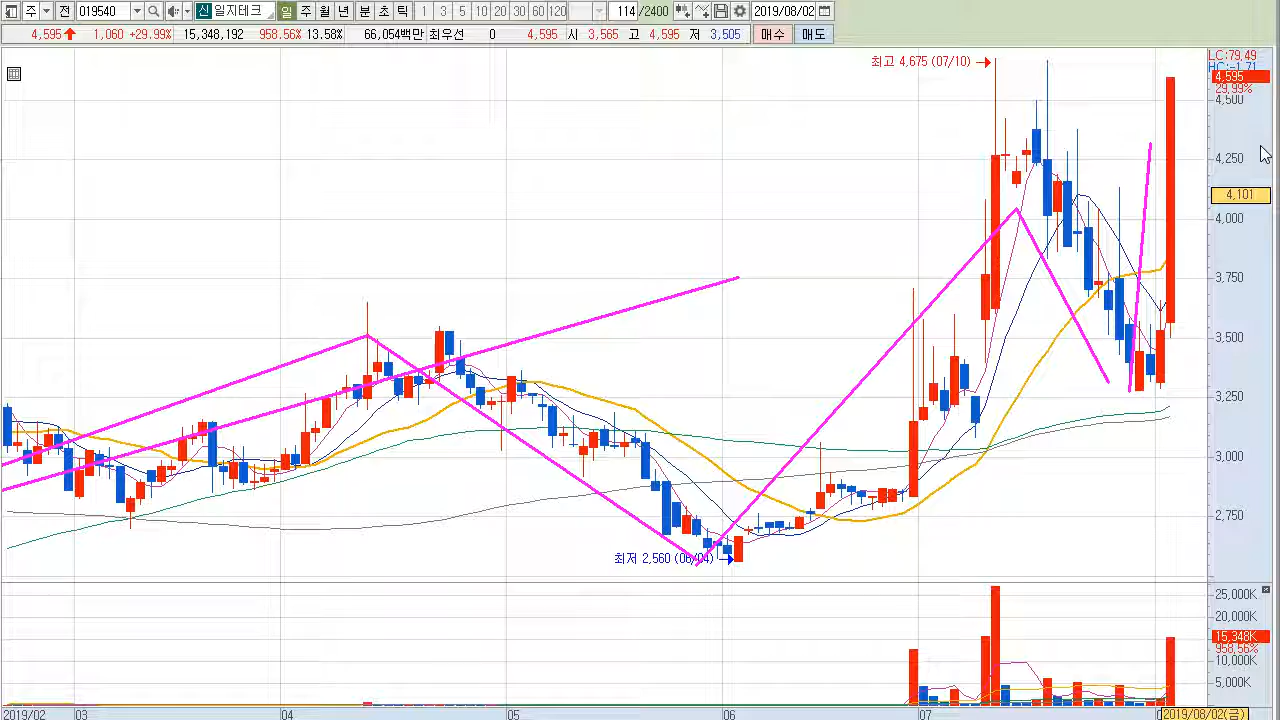 주 전 019540 신 일지테크 일 주 월 년 분 초 틱 1 3 5 10 20 30 60 120 114 /2400 2019/08/02
4,595 1,060 +29.99% 15,348,192 958.56% 13.58% 66,054백만 최우선 0 4,595 시 3,565 고 4,595 저 3,505 매수 매도
최고 4,675 (07/10)
LC:79.49
HC:-1.71
4,595
29.99%
4,500
4,250
4,101
4,000
3,750
3,500
3,250
3,000
2,750
최저 2,560 (06/04)
25,000K
20,000K
15,348K
958.56%
10,000K
5,000K
2019/02 03 04 05 06 07 2019/08/02(금)